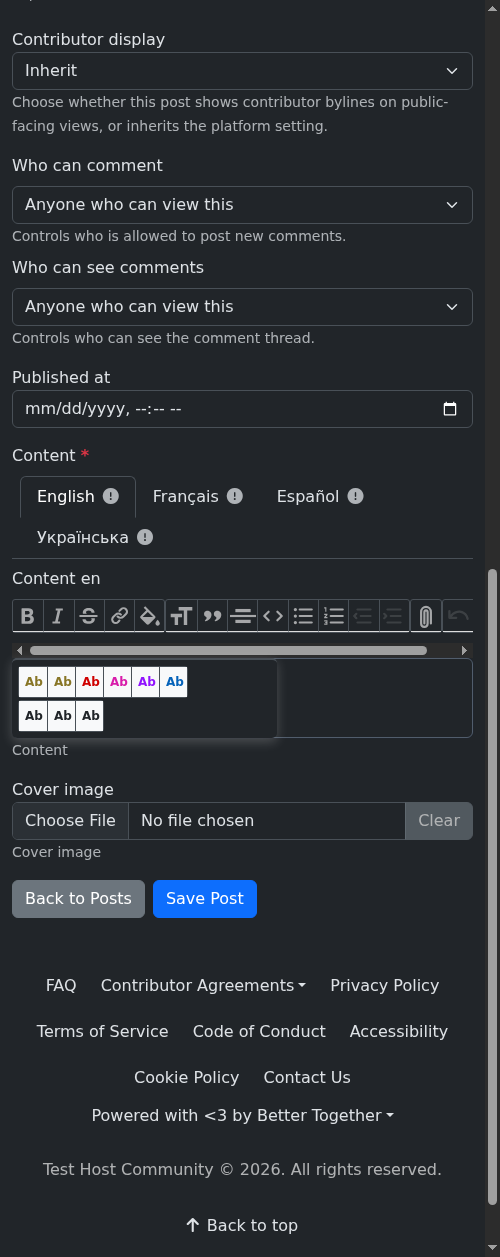 Contributor display
Inherit
Choose whether this post shows contributor bylines on public-
facing views, or inherits the platform setting.
Who can comment
Anyone who can view this
Controls who is allowed to post new comments.
Who can see comments
Anyone who can view this
Controls who can see the comment thread.
Published at
mm/dd/yyyy, --:-- --
Content *
English Français Español
Українська
Content en
Ab Ab Ab Ab Ab Ab
Ab Ab Ab
Content
Cover image
Choose File No file chosen Clear
Cover image
Back to Posts Save Post
FAQ Contributor Agreements Privacy Policy
Terms of Service Code of Conduct Accessibility
Cookie Policy Contact Us
Powered with <3 by Better Together
Test Host Community © 2026. All rights reserved.
Back to top